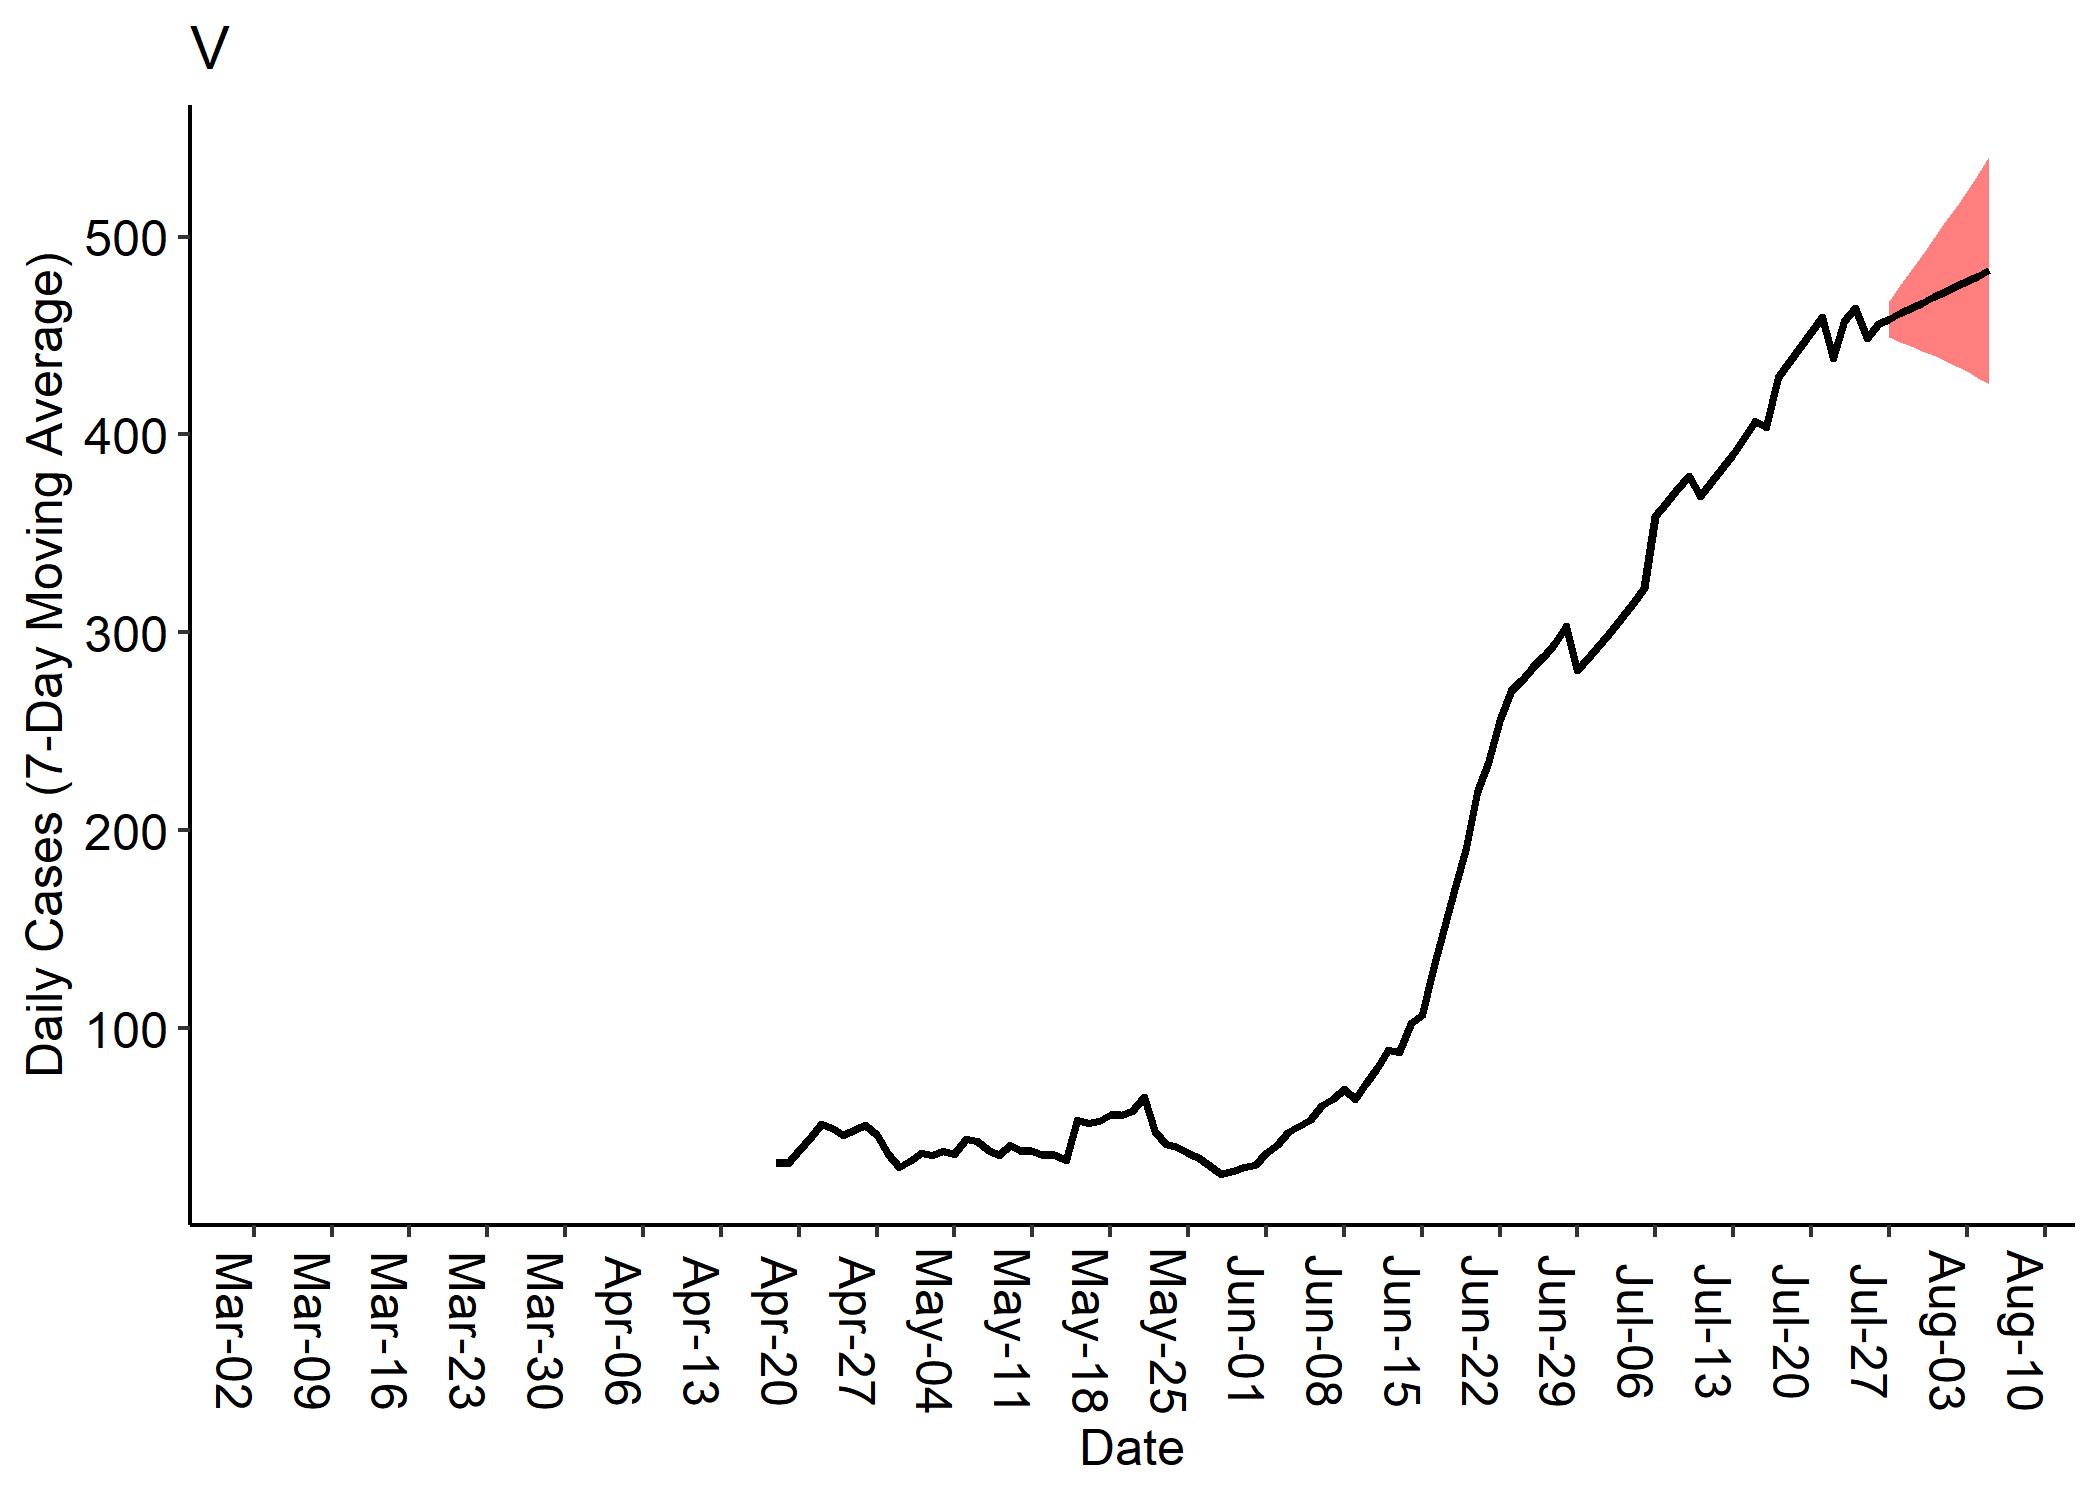 V
Daily Cases (7-Day Moving Average)
500
400
300
200
100
Mar-02
Mar-09
Mar-16
Mar-23
Mar-30
Apr-06
Apr-13
Apr-20
Apr-27
May-04
May-11
May-18
May-25
Jun-01
Jun-08
Jun-15
Jun-22
Jun-29
Jul-06
Jul-13
Jul-20
Jul-27
Aug-03
Aug-10
Date